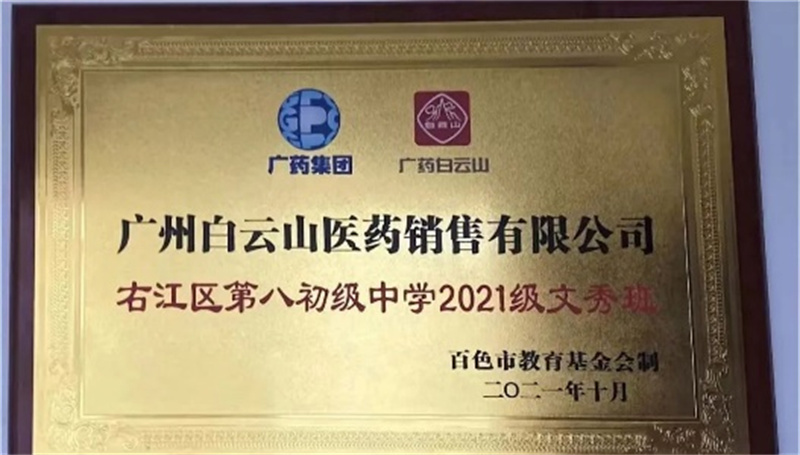 广药集团 广药白云山
广州白云山医药销售有限公司
右江区第八初级中学2021级文秀班
百色市教育基金会制
二〇二一年十月